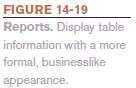 FIGURE 14-19
Reports. Display table
information with a more
formal, businesslike
appearance.